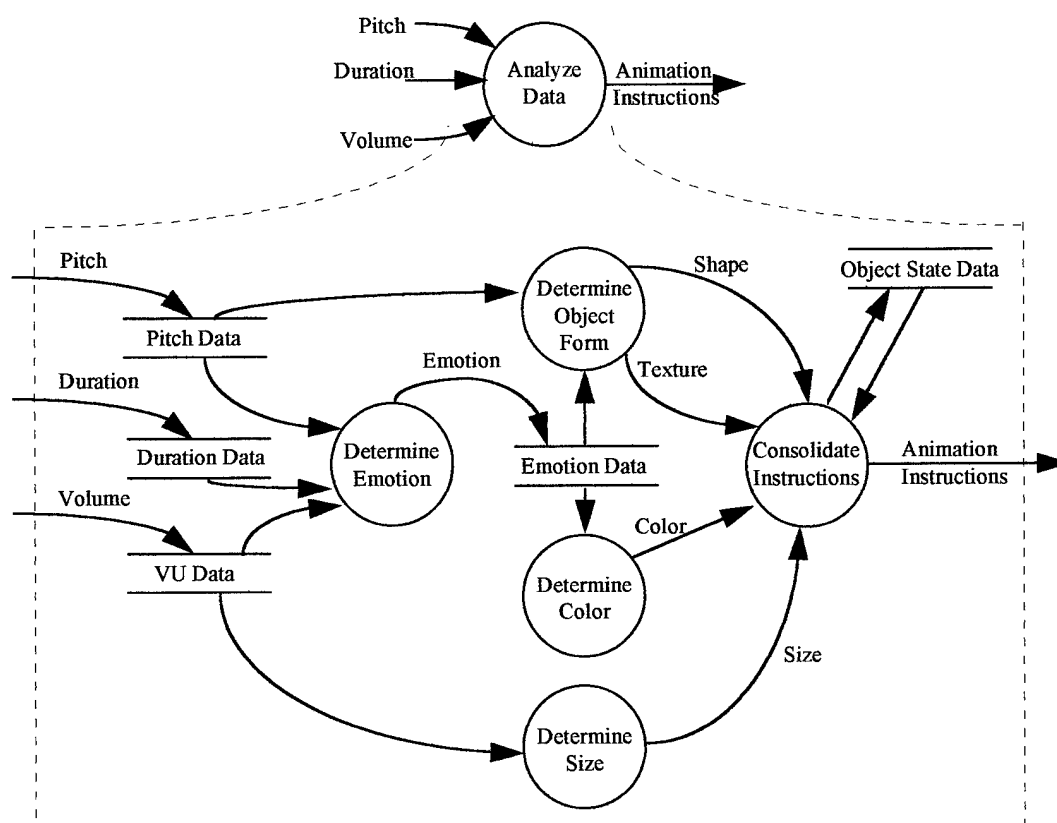 Pitch
Duration
Volume
Analyze
Data
Animation
Instructions
Pitch
Pitch Data
Duration
Duration Data
Volume
VU Data
Determine
Emotion
Emotion
Determine
Object
Form
Shape
Texture
Emotion Data
Determine
Color
Color
Determine
Size
Size
Object State Data
Consolidate
Instructions
Animation
Instructions